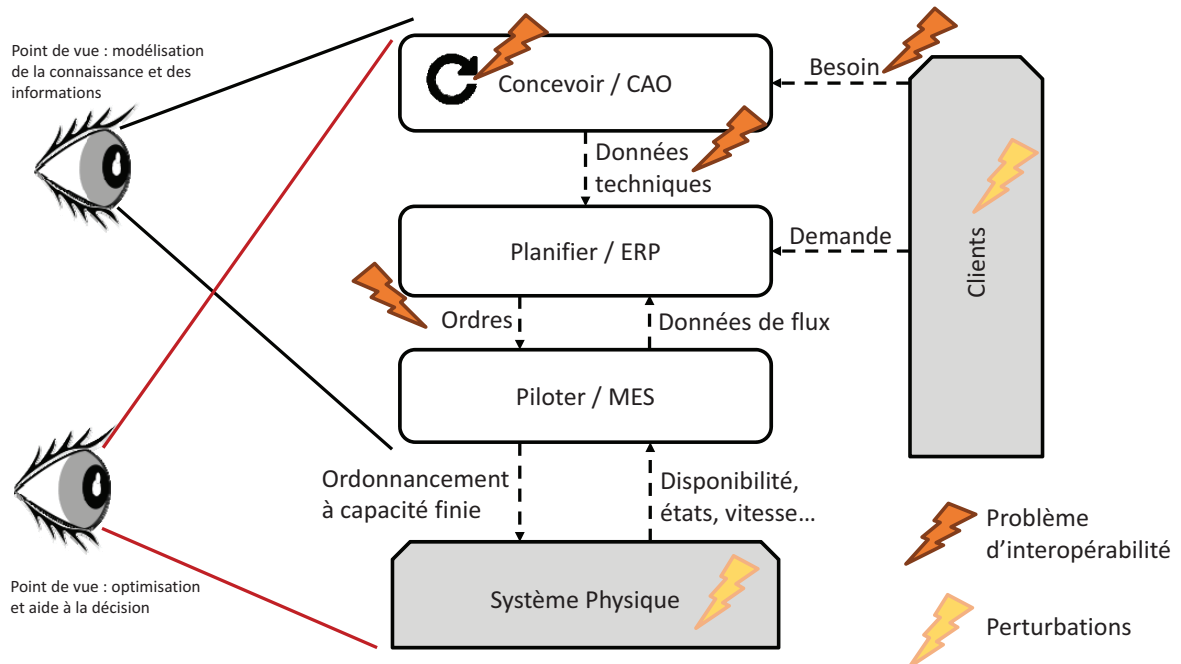 Point de vue : modélisation
de la connaissance et des
informations
Concevoir / CAO
Besoin
Données
techniques
Planifier / ERP
Demande
Clients
Ordres
Données de flux
Piloter / MES
Ordonnancement
à capacité finie
Disponibilité,
états, vitesse…
Système Physique
Point de vue : optimisation
et aide à la décision
Problème
d’interopérabilité
Perturbations